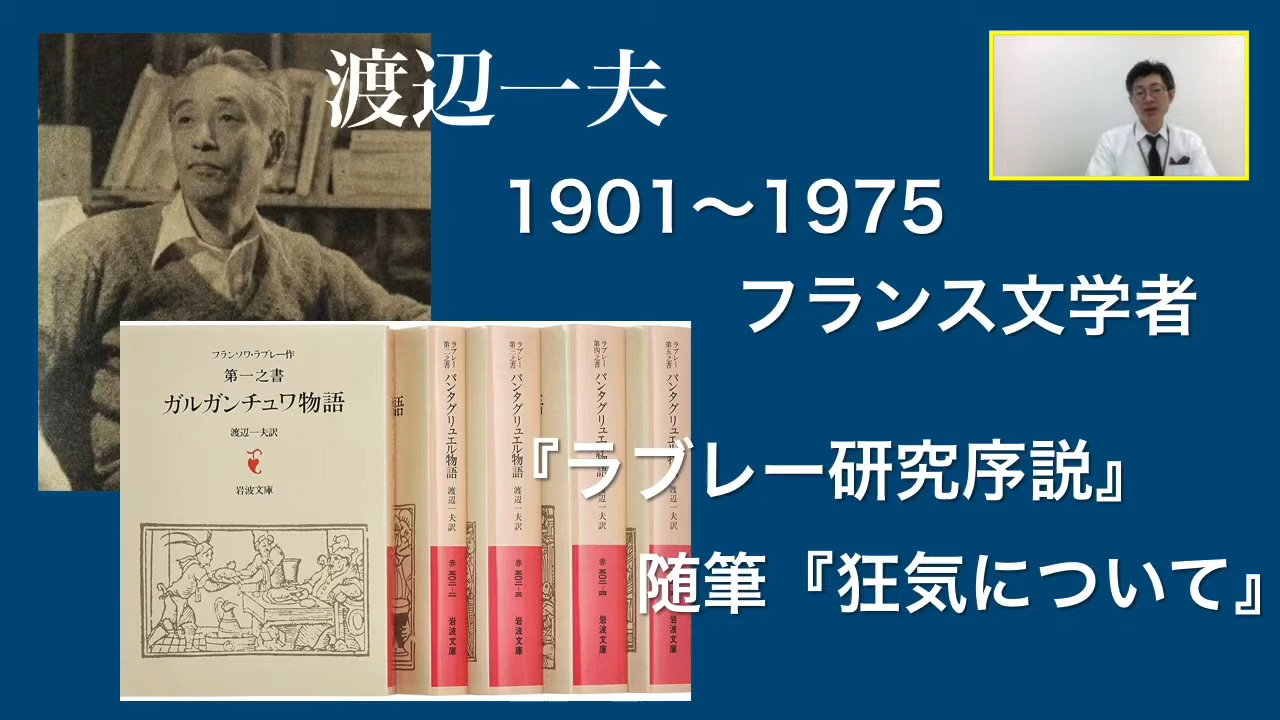 渡辺一夫
1901〜1975
フランス文学者
『ラブレー研究序説』
随筆『狂気について』
フランソワ・ラブレー作
第一之書
ガルガンチュワ物語
渡辺一夫訳
岩波文庫
ラブレー
第二之書
パンタグリュエル物語
渡辺一夫訳
岩波文庫
ラブレー
第三之書
パンタグリュエル物語
渡辺一夫訳
岩波文庫
ラブレー
第四之書
パンタグリュエル物語
渡辺一夫訳
岩波文庫
ラブレー
第五之書
パンタグリュエル物語
渡辺一夫訳
岩波文庫